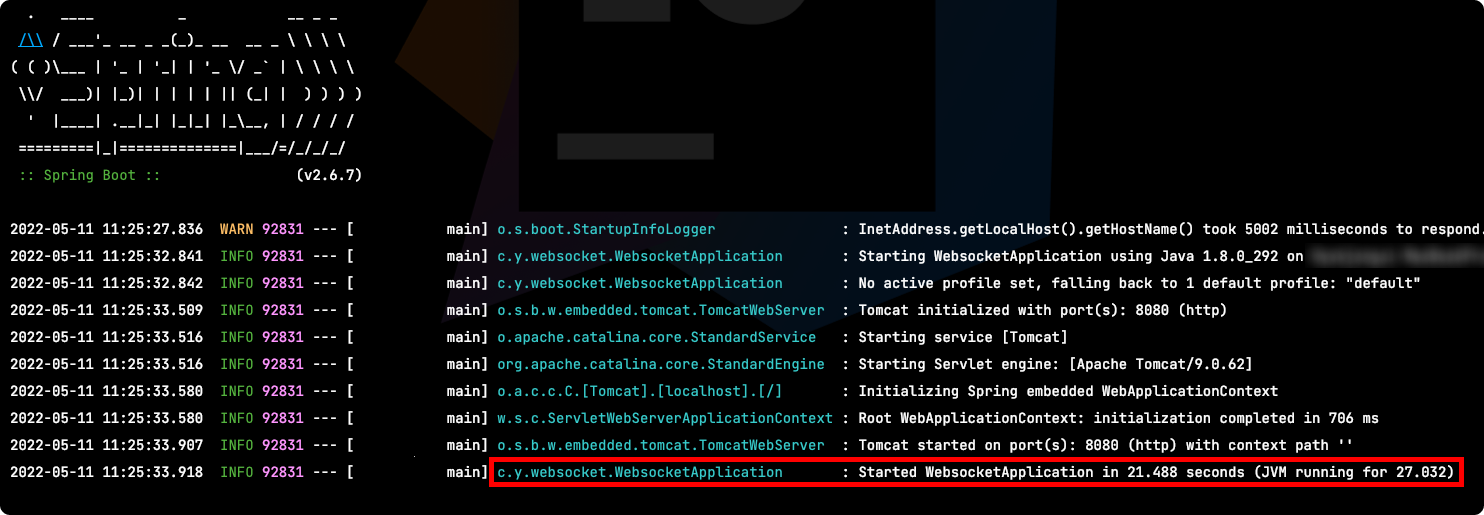 .   ____          _            __ _ _
 /\\ / ___'_ __ _ _(_)_ __  __ _ \ \ \ \
( ( )\___ | '_ | '_| | '_ \/ _` | \ \ \ \
 \\/  ___)| |_)| | | | | || (_| |  ) ) ) )
  '  |____| .__|_| |_|_| |_\__, | / / / /
 =========|_|==============|___/=/_/_/_/
 :: Spring Boot ::                (v2.6.7)
2022-05-11 11:25:27.836  WARN 92831 --- [           main] o.s.boot.StartupInfoLogger               : InetAddress.getLocalHost().getHostName() took 5002 milliseconds to respond.
2022-05-11 11:25:32.841  INFO 92831 --- [           main] c.y.websocket.WebsocketApplication       : Starting WebsocketApplication using Java 1.8.0_292 on
2022-05-11 11:25:32.842  INFO 92831 --- [           main] c.y.websocket.WebsocketApplication       : No active profile set, falling back to 1 default profile: "default"
2022-05-11 11:25:33.509  INFO 92831 --- [           main] o.s.b.w.embedded.tomcat.TomcatWebServer  : Tomcat initialized with port(s): 8080 (http)
2022-05-11 11:25:33.516  INFO 92831 --- [           main] o.apache.catalina.core.StandardService   : Starting service [Tomcat]
2022-05-11 11:25:33.516  INFO 92831 --- [           main] org.apache.catalina.core.StandardEngine  : Starting Servlet engine: [Apache Tomcat/9.0.62]
2022-05-11 11:25:33.580  INFO 92831 --- [           main] o.a.c.c.C.[Tomcat].[localhost].[/]       : Initializing Spring embedded WebApplicationContext
2022-05-11 11:25:33.580  INFO 92831 --- [           main] w.s.c.ServletWebServerApplicationContext : Root WebApplicationContext: initialization completed in 706 ms
2022-05-11 11:25:33.907  INFO 92831 --- [           main] o.s.b.w.embedded.tomcat.TomcatWebServer  : Tomcat started on port(s): 8080 (http) with context path ''
2022-05-11 11:25:33.918  INFO 92831 --- [           main] c.y.websocket.WebsocketApplication       : Started WebsocketApplication in 21.488 seconds (JVM running for 27.032)